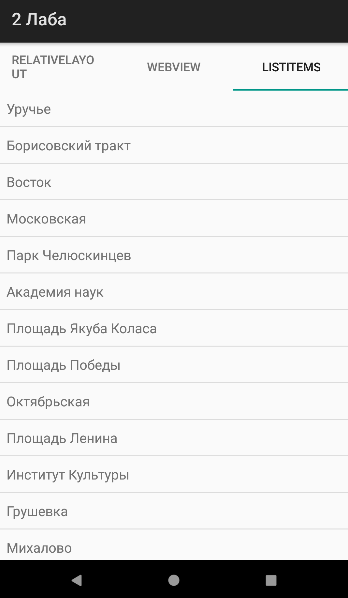 2 Лаба
RELATIVELAYO
UT
WEBVIEW
LISTITEMS
Уручье
Борисовский тракт
Восток
Московская
Парк Челюскинцев
Академия наук
Площадь Якуба Коласа
Площадь Победы
Октябрьская
Площадь Ленина
Институт Культуры
Грушевка
Михалово